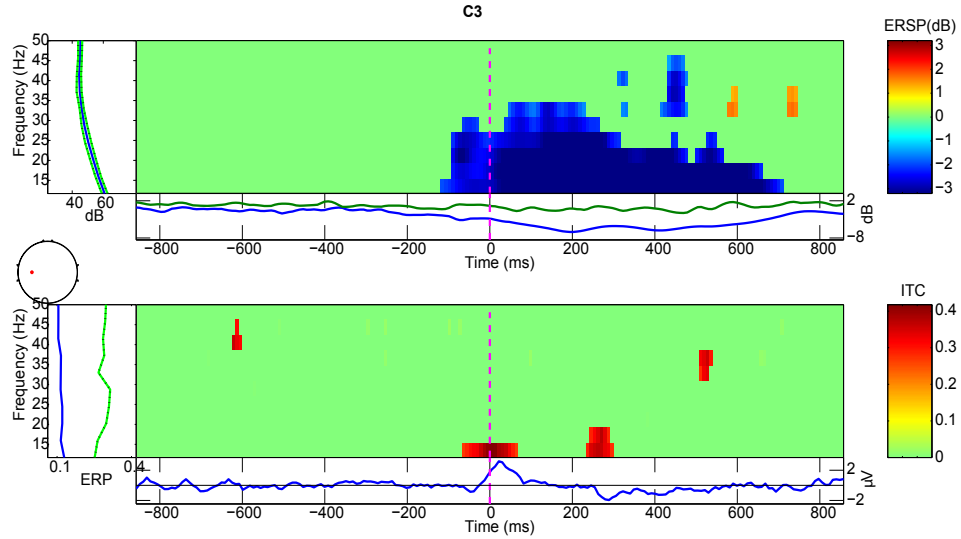 C3
ERSP(dB)
Frequency (Hz)
50
45
40
35
30
25
20
15
40 60
dB
3
2
1
0
−1
−2
−3
2
−8
dB
−800 −600 −400 −200 0 200 400 600 800
Time (ms)
ITC
Frequency (Hz)
50
45
40
35
30
25
20
15
0.1 0.4
ERP
0.4
0.3
0.2
0.1
0
2
−2
µV
−800 −600 −400 −200 0 200 400 600 800
Time (ms)